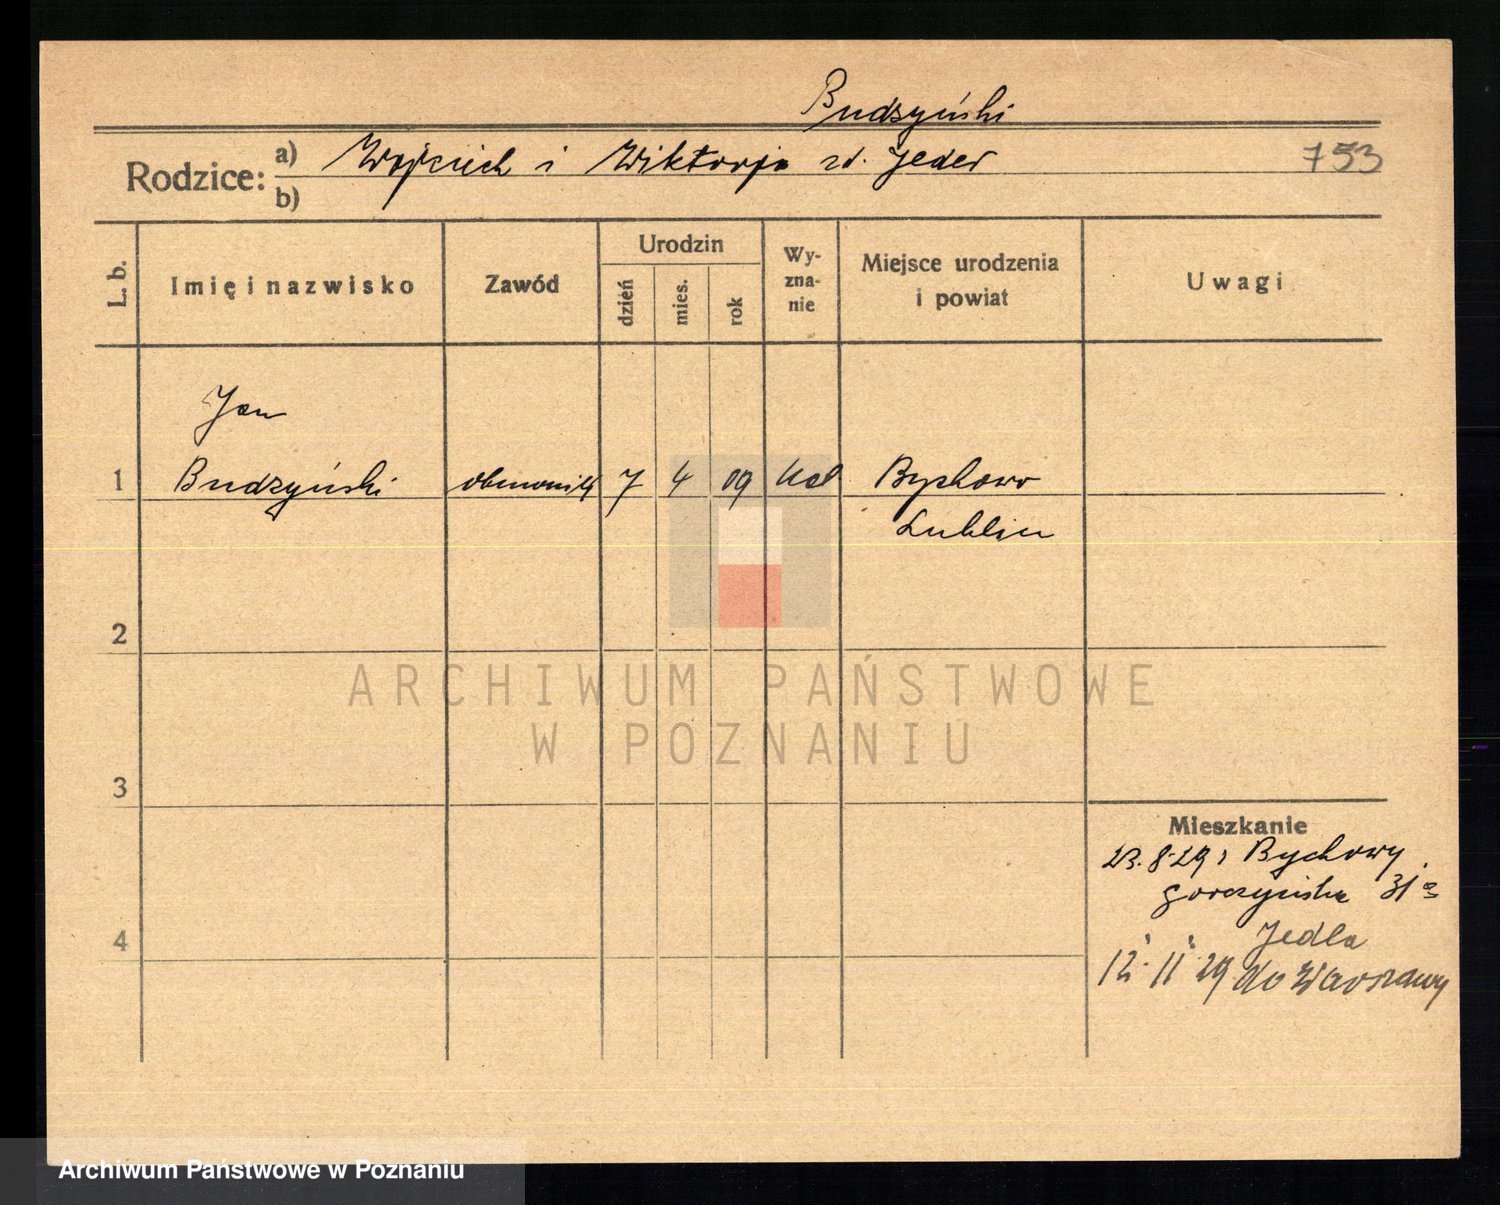 Budzyński
Rodzice: a) Wojciech i Wiktorja zd. Jeder
753
b)
L. b.
Imię i nazwisko
Zawód
Urodzin
dzień
mies.
rok
Wy-
zna-
nie
Miejsce urodzenia
i powiat
Uwagi
Jan
1 Budzyński 7 4 09 kat Bychowo
Lublin
2
3
4
Mieszkanie
23.8.29 z Bychowy
31
Jedla
12.11.29 do Warszawy
ARCHIWUM PAŃSTWOWE
W POZNANIU
Archiwum Państwowe w Poznaniu